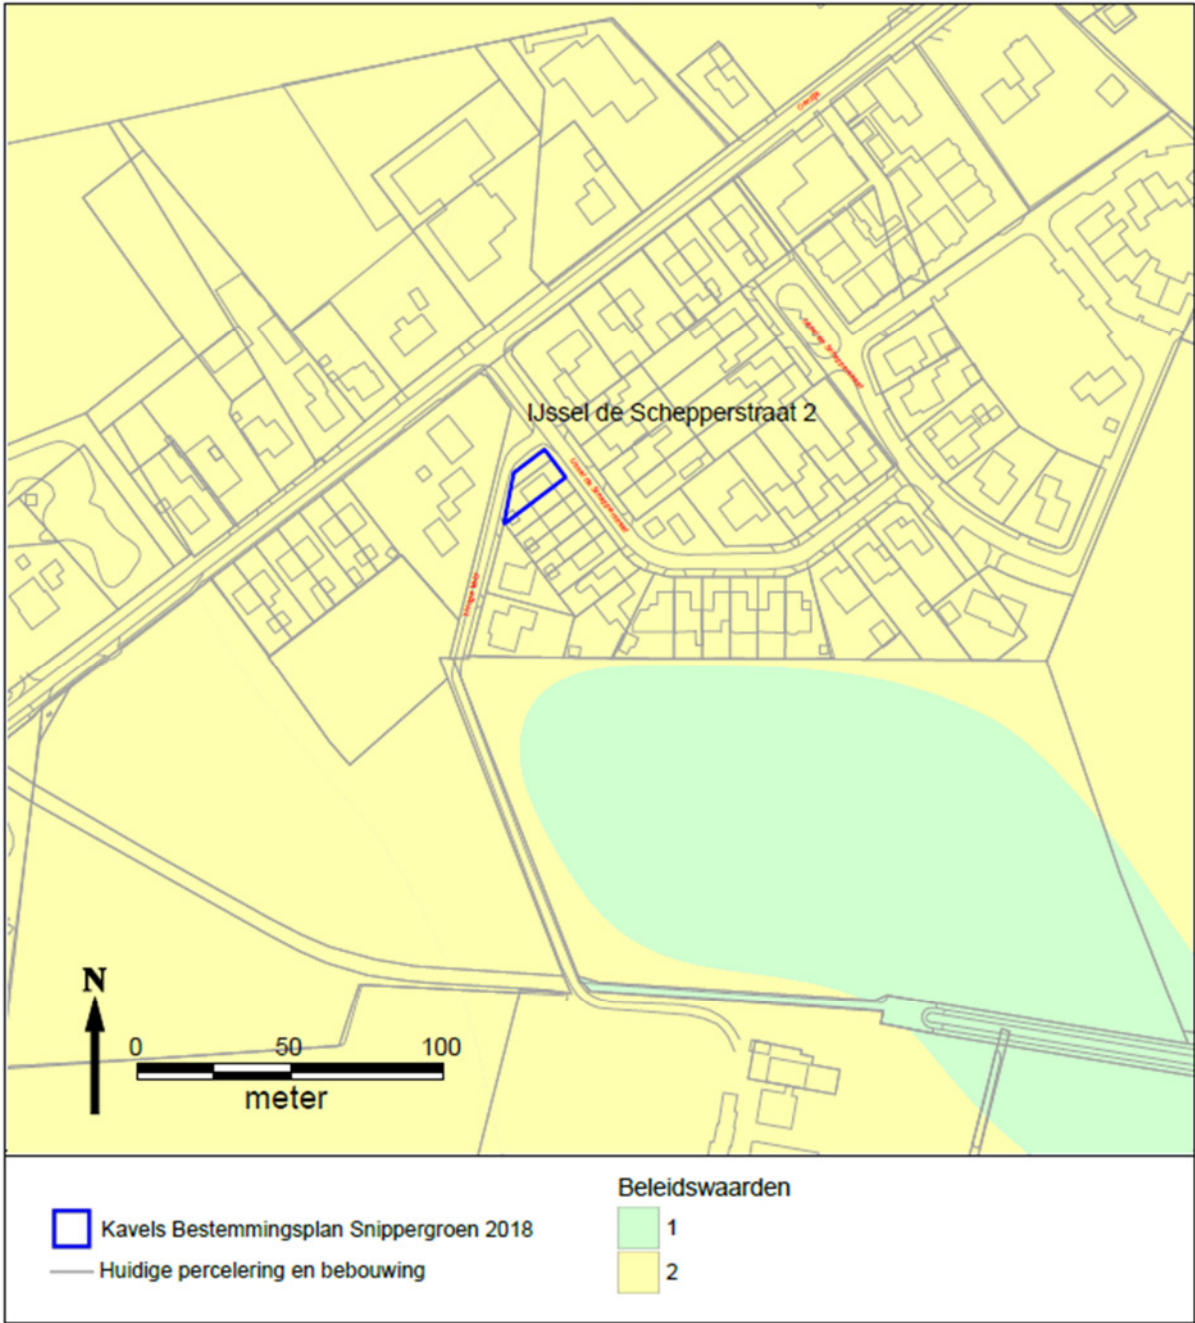 IJssel de Schepperstraat 2
N
0 50 100
meter
Kavels Bestemmingsplan Snippergroen 2018
Huidige percelering en bebouwing
Beleidswaarden
1
2